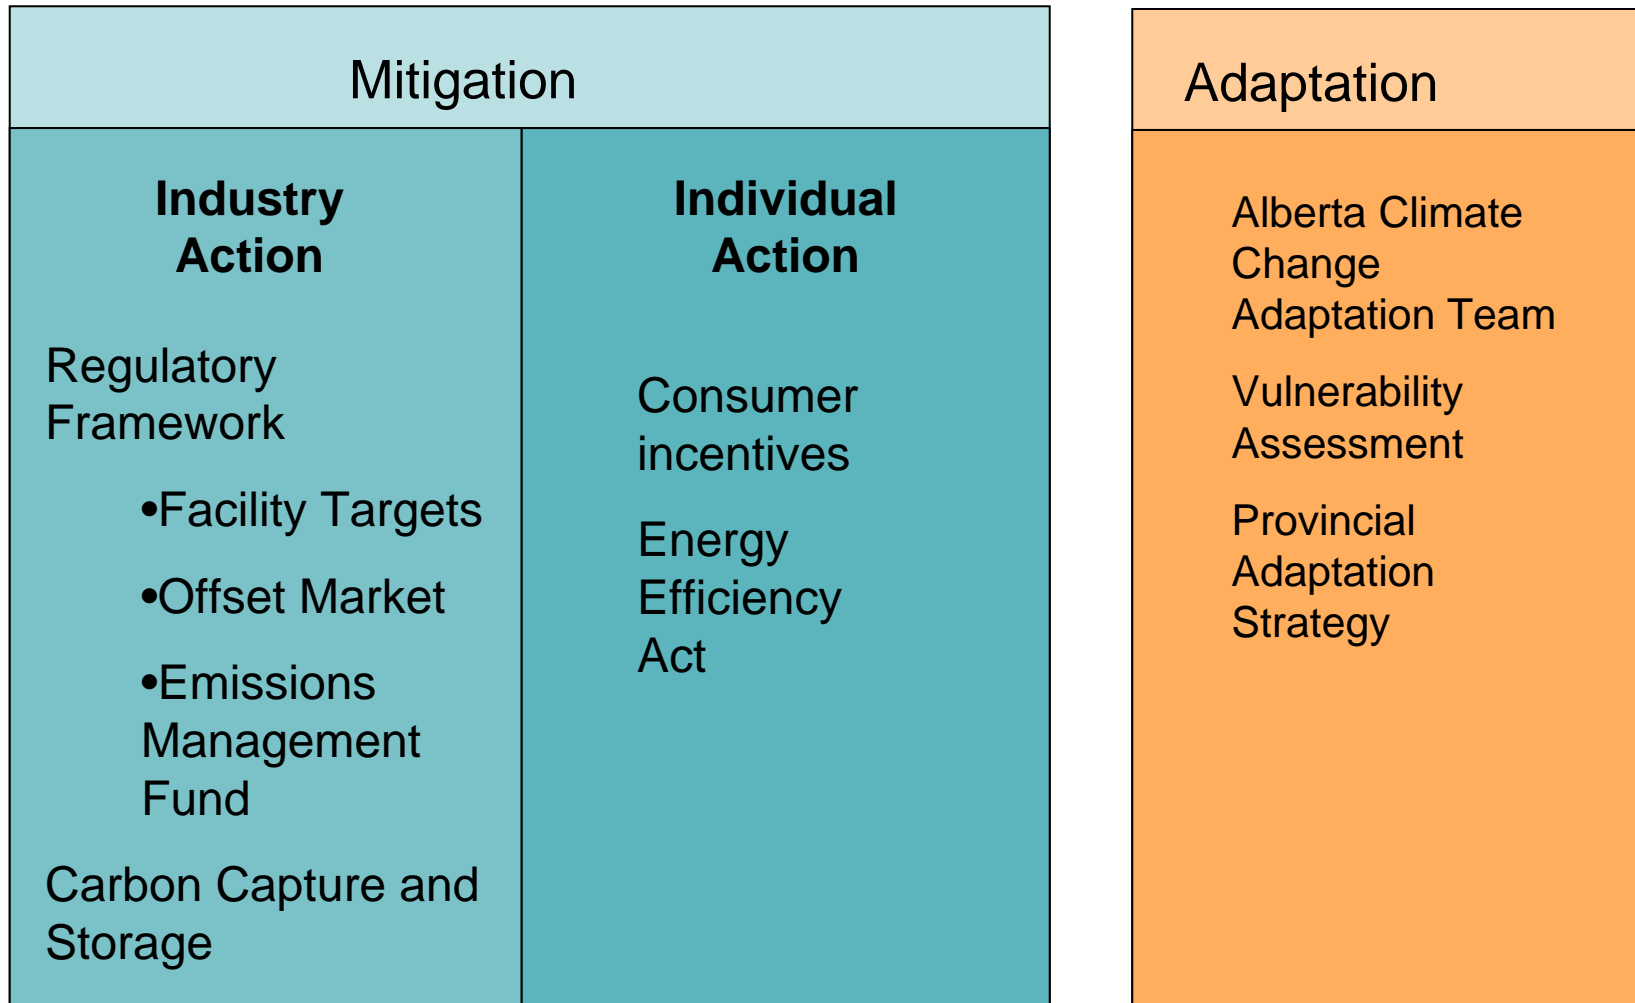 Mitigation
Industry
Action
Regulatory
Framework
•Facility Targets
•Offset Market
•Emissions
Management
Fund
Carbon Capture and
Storage
Individual
Action
Consumer
incentives
Energy
Efficiency
Act
Adaptation
Alberta Climate
Change
Adaptation Team
Vulnerability
Assessment
Provincial
Adaptation
Strategy